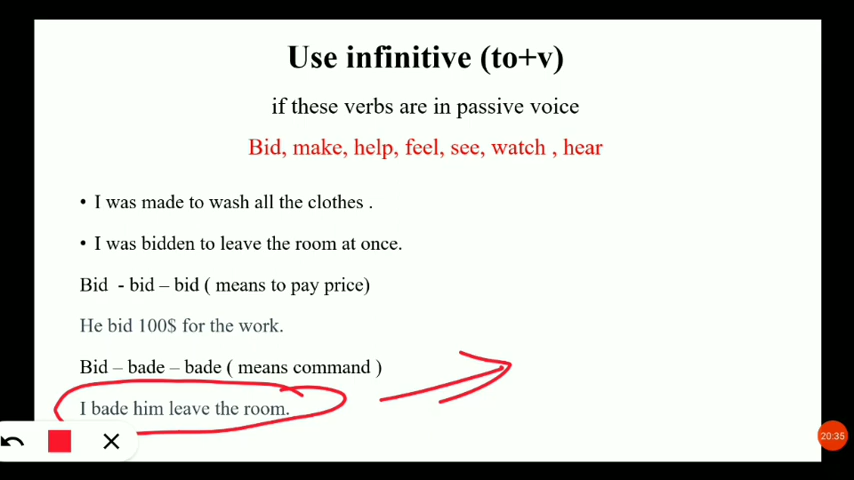 Use infinitive (to+v)
if these verbs are in passive voice
Bid, make, help, feel, see, watch , hear
• I was made to wash all the clothes .
• I was bidden to leave the room at once.
Bid - bid – bid ( means to pay price)
He bid 100$ for the work.
Bid – bade – bade ( means command )
I bade him leave the room.
20:35